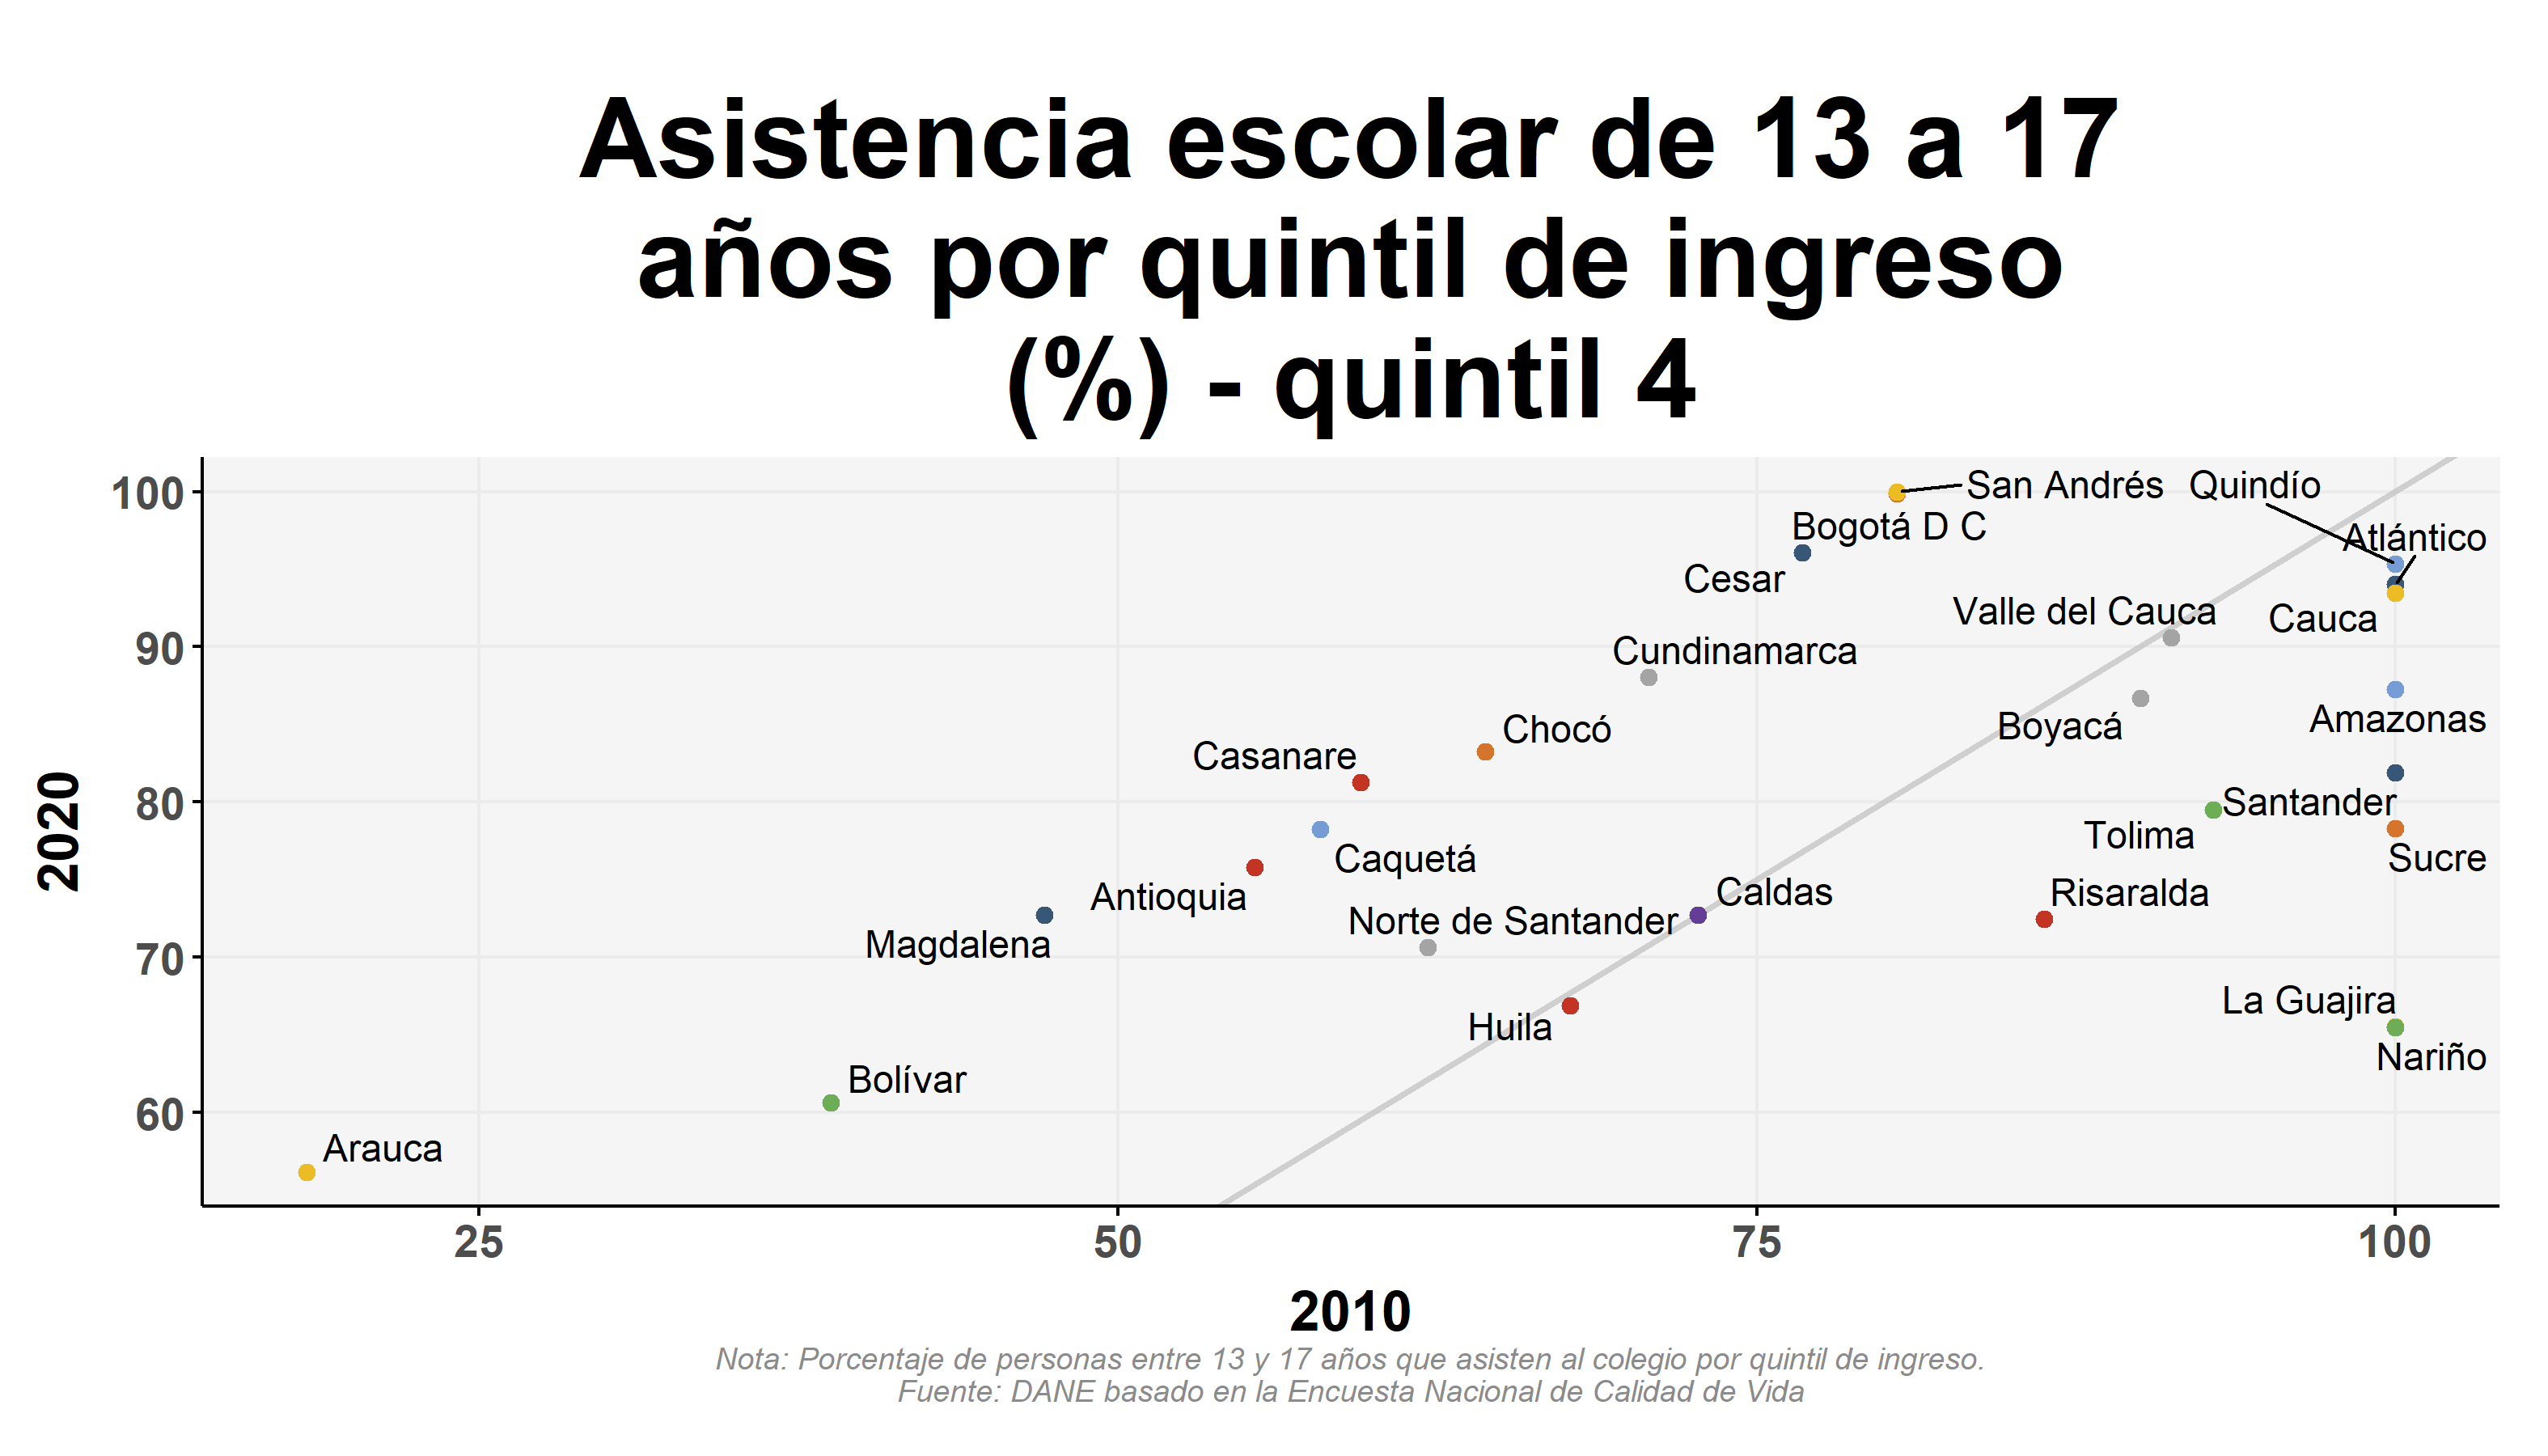 Asistencia escolar de 13 a 17
años por quintil de ingreso
(%) - quintil 4
100
90
80
70
60
2020
San Andrés
Quindío
Bogotá D C
Atlántico
Cesar
Valle del Cauca
Cauca
Cundinamarca
Chocó
Boyacá
Amazonas
Casanare
Santander
Tolima
Caquetá
Sucre
Antioquia
Caldas
Risaralda
Norte de Santander
Magdalena
La Guajira
Huila
Nariño
Bolívar
Arauca
25
50
75
100
2010
Nota: Porcentaje de personas entre 13 y 17 años que asisten al colegio por quintil de ingreso.
Fuente: DANE basado en la Encuesta Nacional de Calidad de Vida